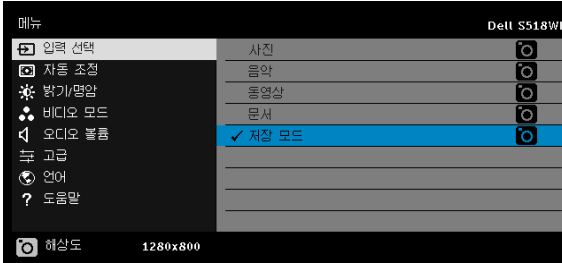 메뉴
Dell S518W
입력 선택
사진
자동 조정
음악
밝기/명암
동영상
비디오 모드
문서
오디오 볼륨
✓ 저장 모드
고급
언어
? 도움말
해상도 1280x800